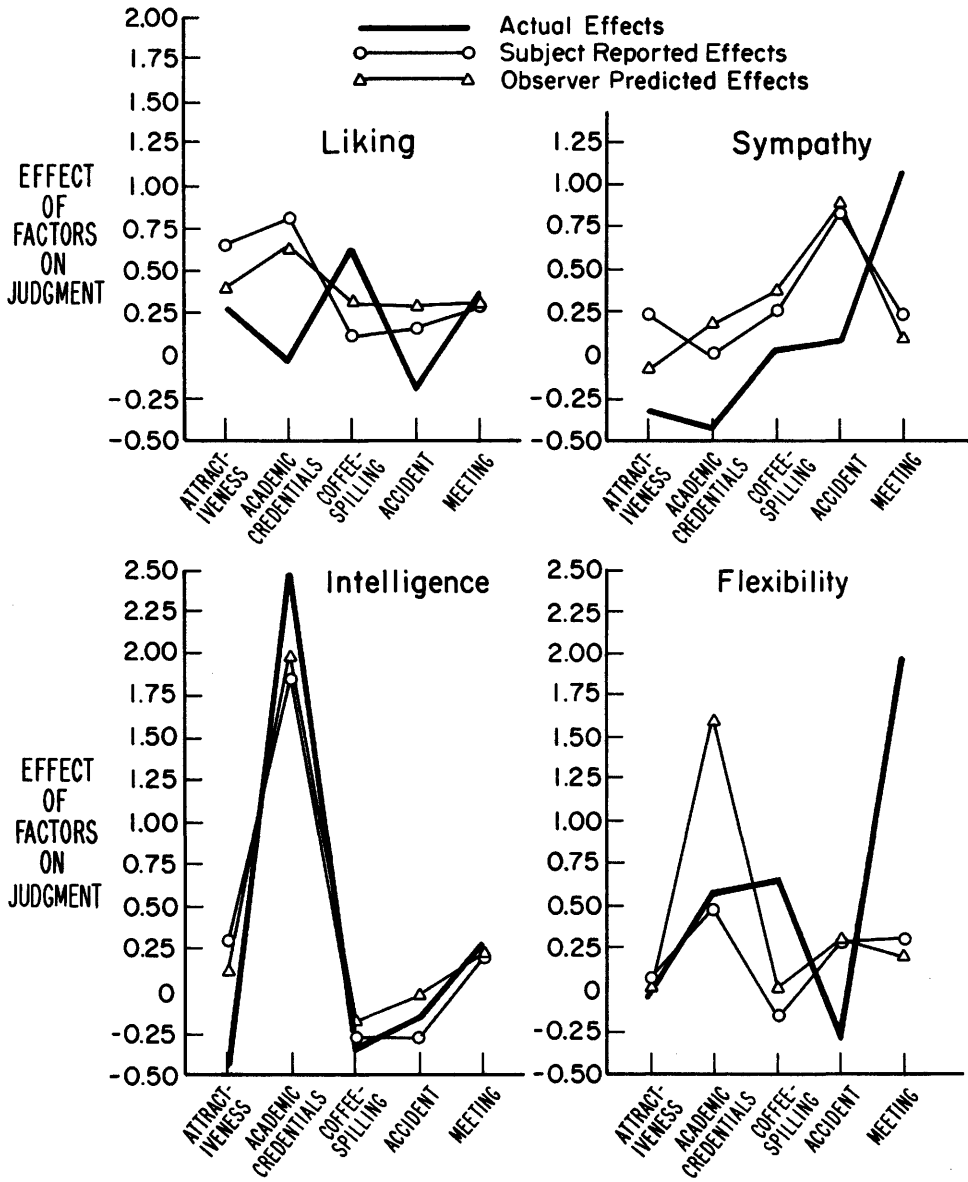 Actual Effects
Subject Reported Effects
Observer Predicted Effects
Liking
2.00
1.75
1.50
1.25
1.00
0.75
0.50
0.25
0
-0.25
-0.50
EFFECT
OF
FACTORS
ON
JUDGMENT
ATTRACT-
IVENESS
ACADEMIC
CREDENTIALS
COFFEE-
SPILLING
ACCIDENT
MEETING
Sympathy
1.25
1.00
0.75
0.50
0.25
0
-0.25
-0.50
ATTRACT-
IVENESS
ACADEMIC
CREDENTIALS
COFFEE-
SPILLING
ACCIDENT
MEETING
Intelligence
2.50
2.25
2.00
1.75
1.50
1.25
1.00
0.75
0.50
0.25
0
-0.25
-0.50
EFFECT
OF
FACTORS
ON
JUDGMENT
ATTRACT-
IVENESS
ACADEMIC
CREDENTIALS
COFFEE-
SPILLING
ACCIDENT
MEETING
Flexibility
2.50
2.25
2.00
1.75
1.50
1.25
1.00
0.75
0.50
0.25
0
-0.25
-0.50
ATTRACT-
IVENESS
ACADEMIC
CREDENTIALS
COFFEE-
SPILLING
ACCIDENT
MEETING